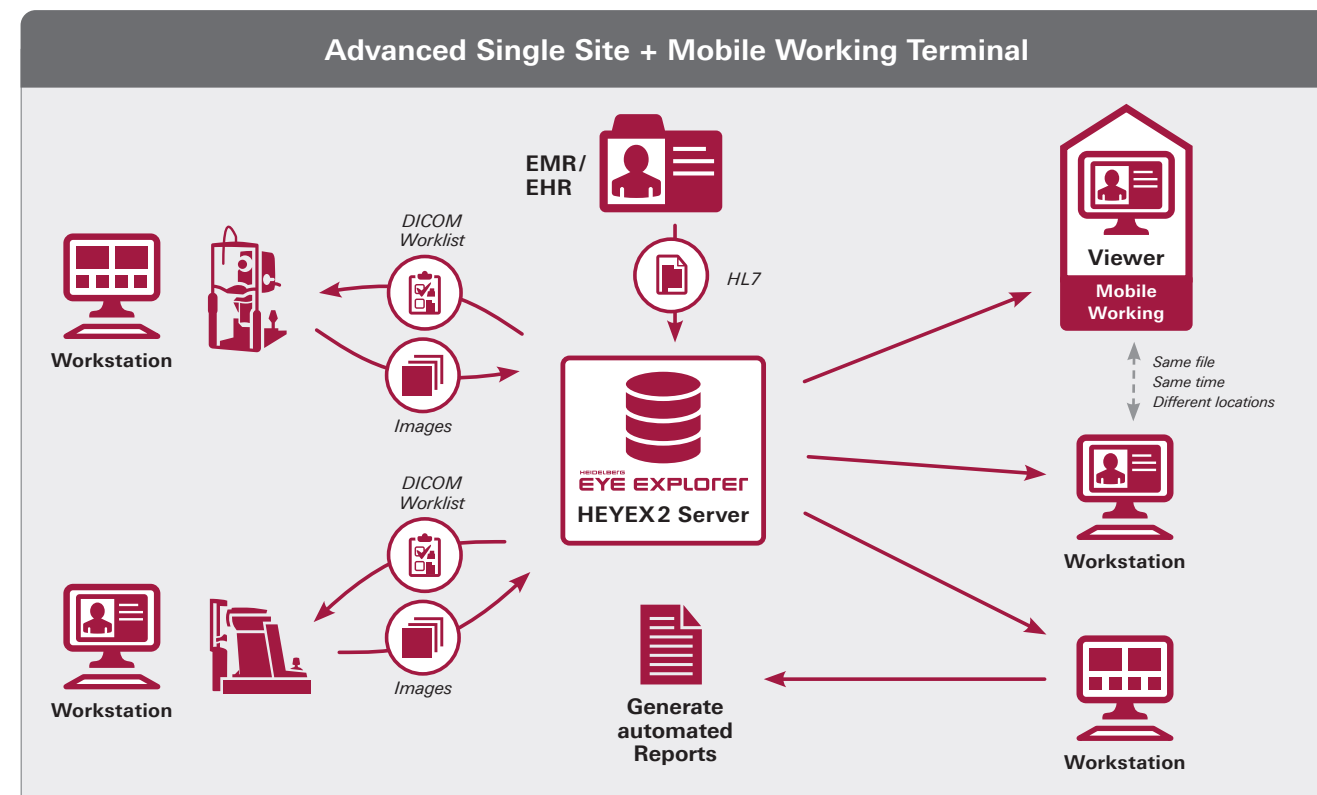 Advanced Single Site + Mobile Working Terminal
EMR/
EHR
HL7
DICOM
Worklist
Images
Workstation
DICOM
Worklist
Images
Workstation
HEIDELBERG
EYE EXPLORER
HEYEX2 Server
Viewer
Mobile
Working
Same file
Same time
Different locations
Workstation
Workstation
Generate
automated
Reports